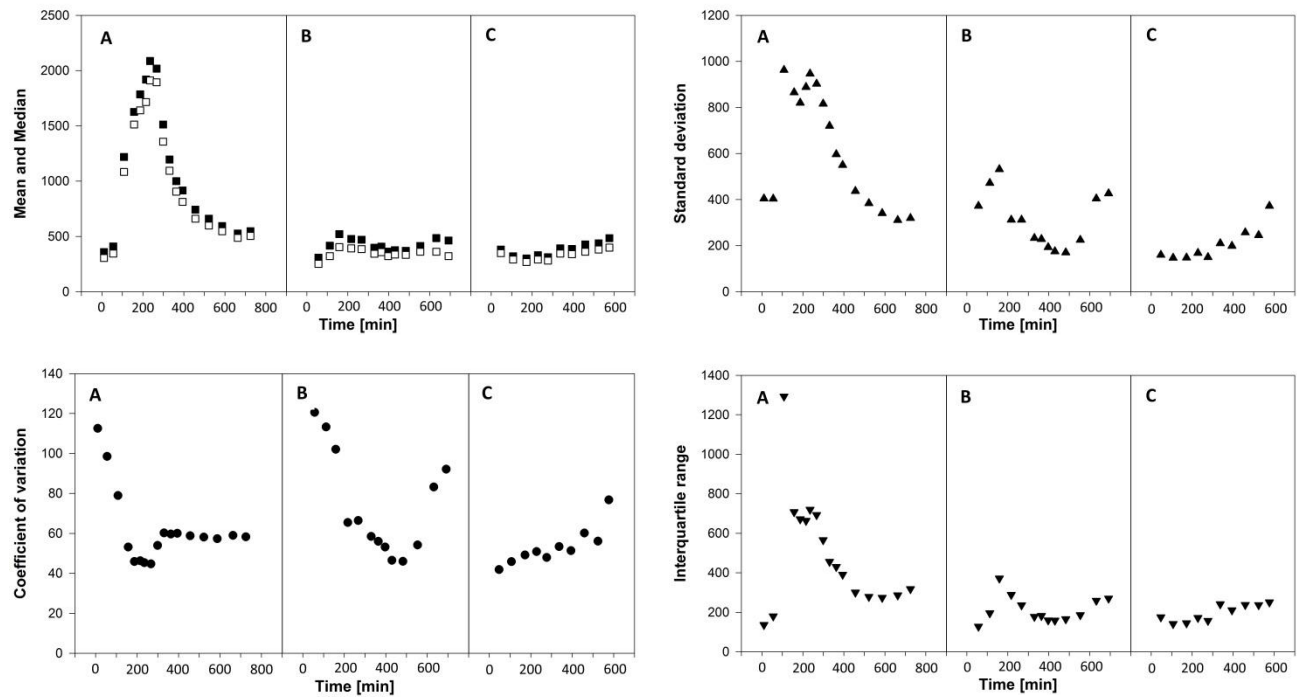 2500
2000
1500
1000
500
0
Mean and Median
A
B
C
0 200 400 600 800 0 200 400 600 0 200 400 600
Time [min]
1200
1000
800
600
400
200
0
Standard deviation
A
B
C
0 200 400 600 800 0 200 400 600 0 200 400 600
Time [min]
140
120
100
80
60
40
20
0
Coefficient of variation
A
B
C
0 200 400 600 800 0 200 400 600 0 200 400 600
Time [min]
1400
1200
1000
800
600
400
200
0
Interquartile range
A
B
C
0 200 400 600 800 0 200 400 600 0 200 400 600
Time [min]